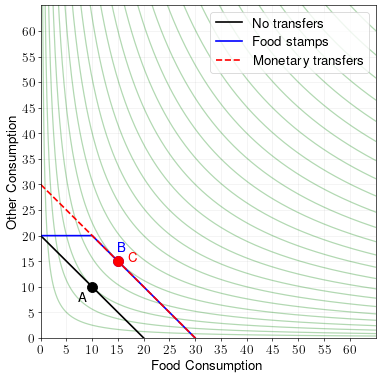 No transfers
Food stamps
Monetary transfers
65
60
55
50
45
40
35
30
25
20
15
10
5
0
Other Consumption
B
C
A
0 5 10 15 20 25 30 35 40 45 50 55 60
Food Consumption